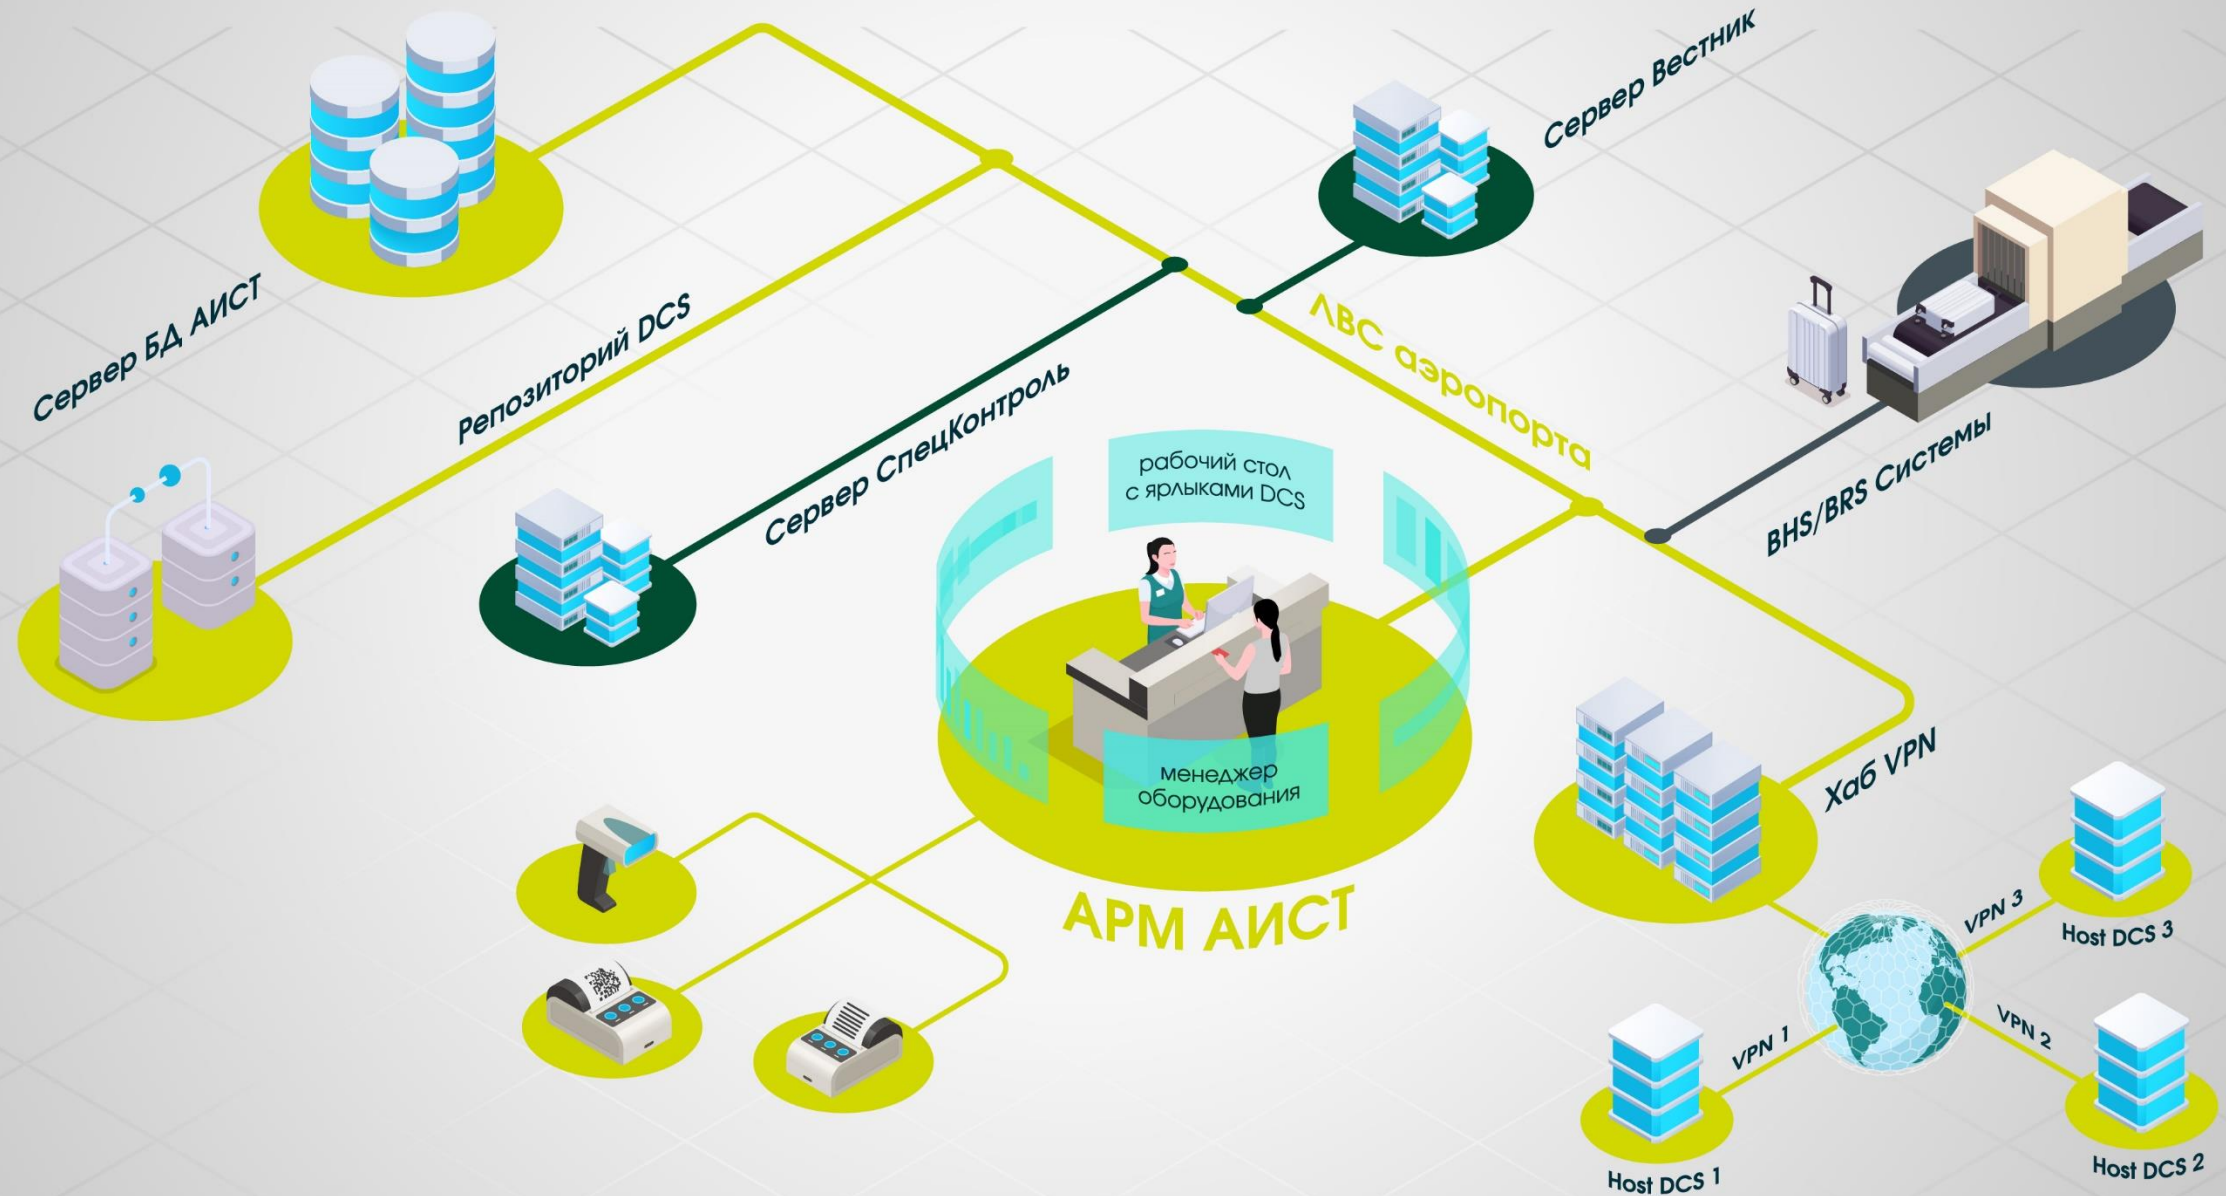 Сервер Вестник
Сервер БД АИСТ
Репозиторий DCS
Сервер СпецКонтроль
ЛВС аэропорта
BHS/BRS Системы
рабочий стол
с ярлыками DCS
менеджер
оборудования
АРМ АИСТ
Хаб VPN
VPN 3
Host DCS 3
VPN 1
VPN 2
Host DCS 1
Host DCS 2